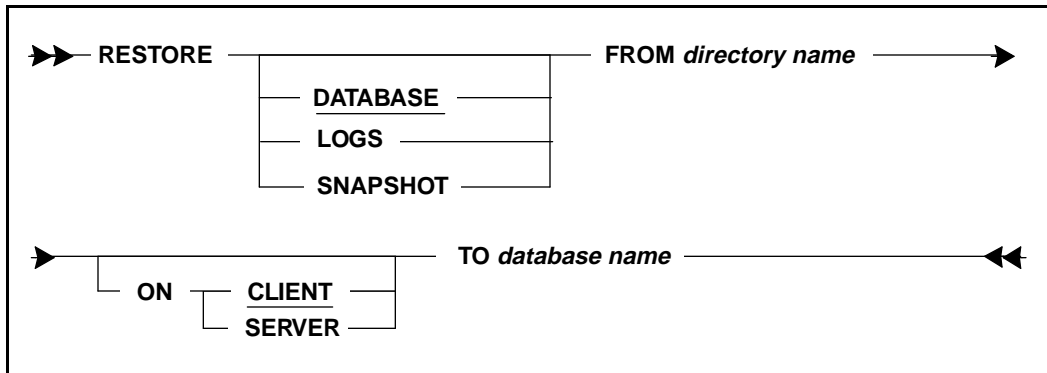 RESTORE FROM directory name
DATABASE
LOGS
SNAPSHOT
TO database name
ON CLIENT
SERVER